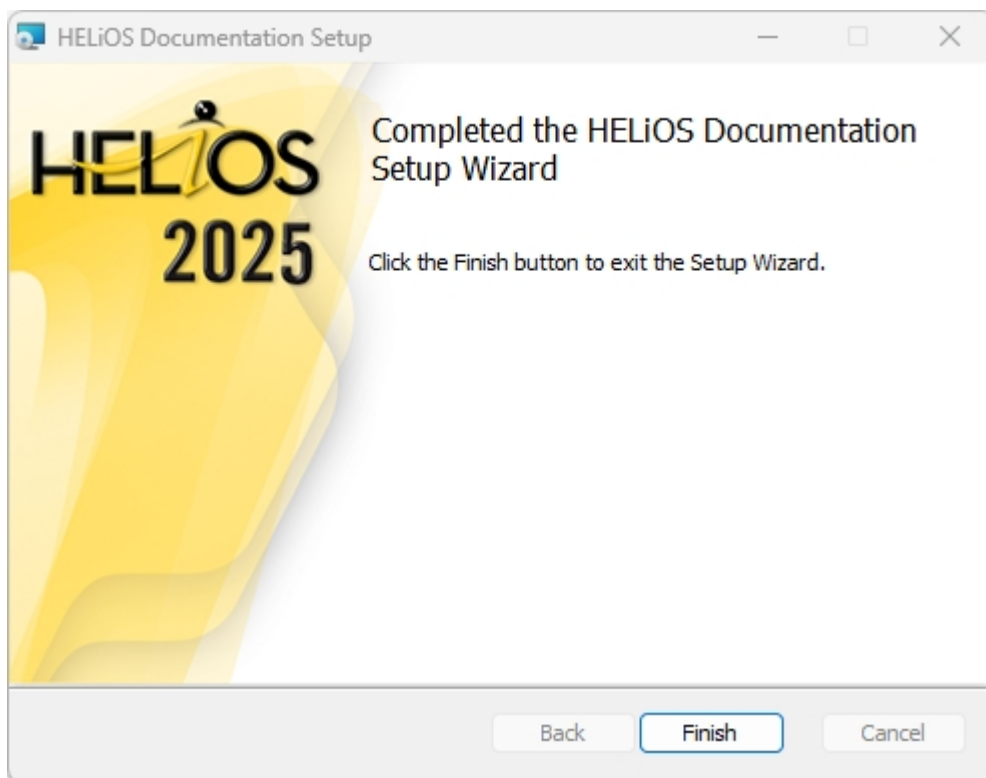 HELiOS Documentation Setup
HELiOS
2025
Completed the HELiOS Documentation
Setup Wizard
Click the Finish button to exit the Setup Wizard.
Back
Finish
Cancel